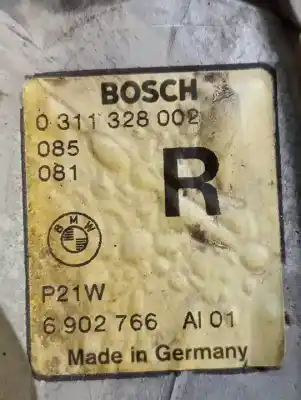 BOSCH
0 311 328 002
085
081
R
BMW
P21W
6 902 766 AI 01
Made in Germany